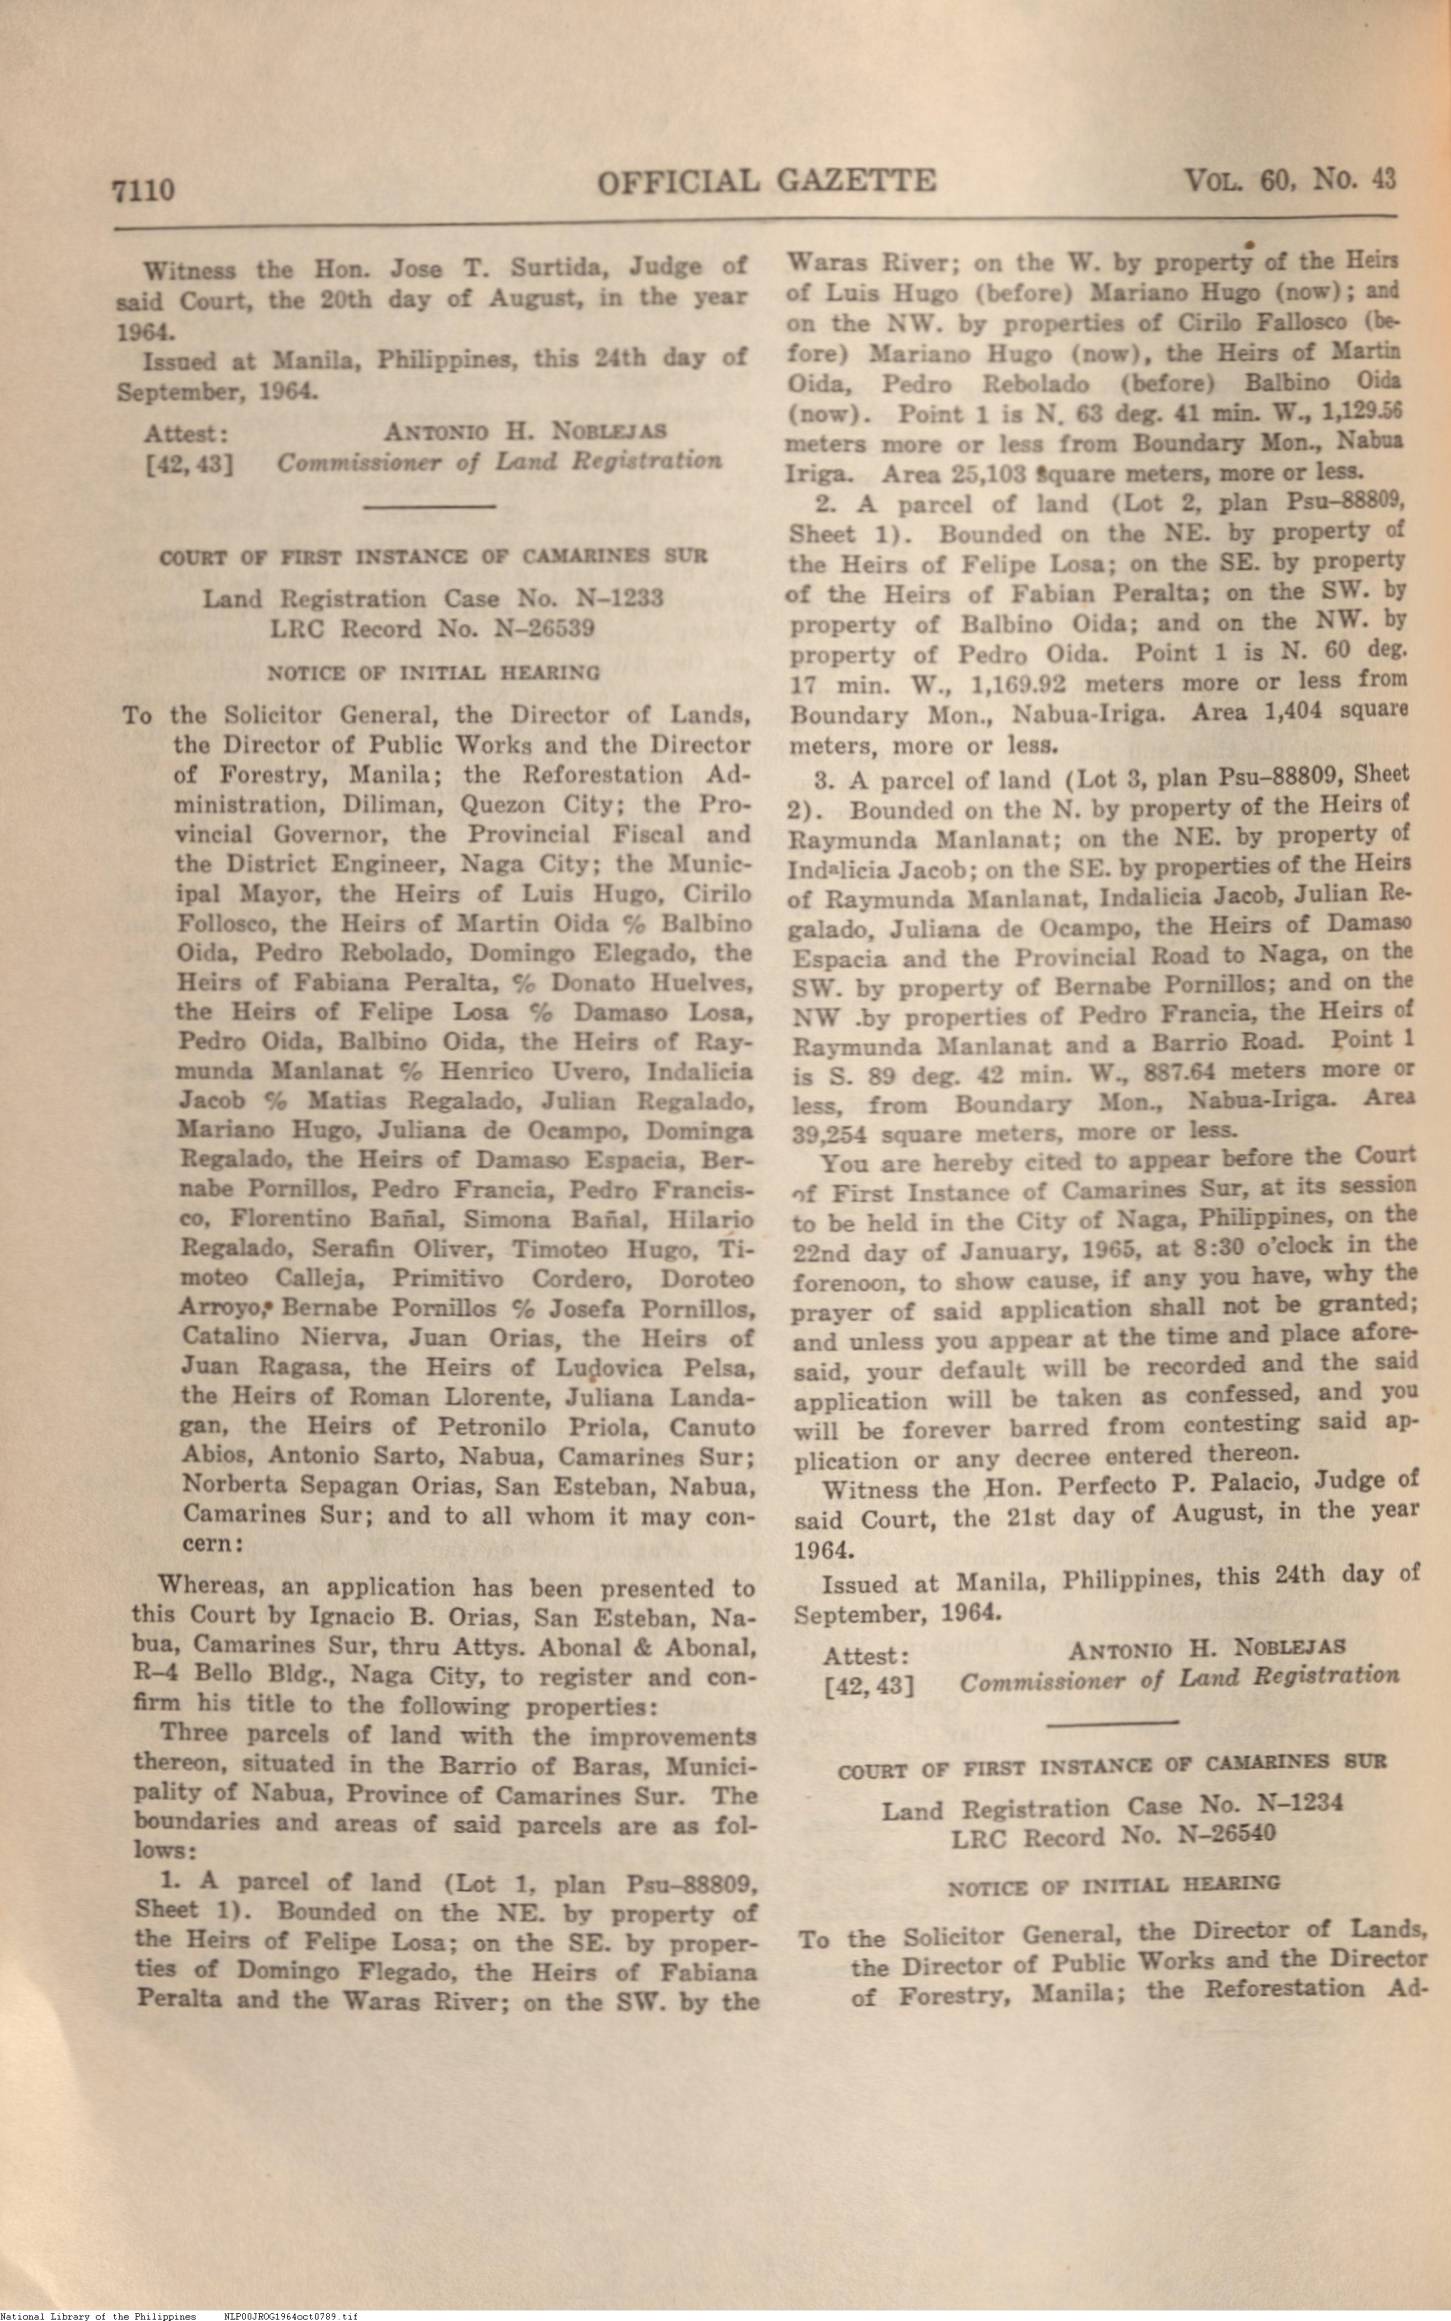 7110
OFFICIAL GAZETTE
VOL. 60, No. 43
Witness the Hon. Jose T. Surtida, Judge of
said Court, the 20th day of August, in the year
1964.
Issued at Manila, Philippines, this 24th day of
September, 1964.
Attest: ANTONIO H. NOBLEJAS
[42, 43] Commissioner of Land Registration
COURT OF FIRST INSTANCE OF CAMARINES SUR
Land Registration Case No. N–1233
LRC Record No. N–26539
NOTICE OF INITIAL HEARING
To the Solicitor General, the Director of Lands,
the Director of Public Works and the Director
of Forestry, Manila; the Reforestation Ad-
ministration, Diliman, Quezon City; the Pro-
vincial Governor, the Provincial Fiscal and
the District Engineer, Naga City; the Munic-
ipal Mayor, the Heirs of Luis Hugo, Cirilo
Follosco, the Heirs of Martin Oida % Balbino
Oida, Pedro Rebolado, Domingo Elegado, the
Heirs of Fabiana Peralta, % Donato Huelves,
the Heirs of Felipe Losa % Damaso Losa,
Pedro Oida, Balbino Oida, the Heirs of Ray-
munda Manlanat % Henrico Uvero, Indalicia
Jacob % Matias Regalado, Julian Regalado,
Mariano Hugo, Juliana de Ocampo, Dominga
Regalado, the Heirs of Damaso Espacia, Ber-
nabe Pornillos, Pedro Francia, Pedro Francis-
co, Florentino Bañal, Simona Bañal, Hilario
Regalado, Serafin Oliver, Timoteo Hugo, Ti-
moteo Calleja, Primitivo Cordero, Doroteo
Arroyo, Bernabe Pornillos % Josefa Pornillos,
Catalino Nierva, Juan Orias, the Heirs of
Juan Ragasa, the Heirs of Ludovica Pelsa,
the Heirs of Roman Llorente, Juliana Landa-
gan, the Heirs of Petronilo Priola, Canuto
Abios, Antonio Sarto, Nabua, Camarines Sur;
Norberta Sepagan Orias, San Esteban, Nabua,
Camarines Sur; and to all whom it may con-
cern:
Whereas, an application has been presented to
this Court by Ignacio B. Orias, San Esteban, Na-
bua, Camarines Sur, thru Attys. Abonal & Abonal,
R–4 Bello Bldg., Naga City, to register and con-
firm his title to the following properties:
Three parcels of land with the improvements
thereon, situated in the Barrio of Baras, Munici-
pality of Nabua, Province of Camarines Sur. The
boundaries and areas of said parcels are as fol-
lows:
1. A parcel of land (Lot 1, plan Psu–88809,
Sheet 1). Bounded on the NE. by property of
the Heirs of Felipe Losa; on the SE. by proper-
ties of Domingo Flegado, the Heirs of Fabiana
Peralta and the Waras River; on the SW. by the
Waras River; on the W. by property of the Heirs
of Luis Hugo (before) Mariano Hugo (now); and
on the NW. by properties of Cirilo Fallosco (be-
fore) Mariano Hugo (now), the Heirs of Martin
Oida, Pedro Rebolado (before) Balbino Oida
(now). Point 1 is N. 63 deg. 41 min. W., 1,129.56
meters more or less from Boundary Mon., Nabua
Iriga. Area 25,103 square meters, more or less.
2. A parcel of land (Lot 2, plan Psu–88809,
Sheet 1). Bounded on the NE. by property of
the Heirs of Felipe Losa; on the SE. by property
of the Heirs of Fabian Peralta; on the SW. by
property of Balbino Oida; and on the NW. by
property of Pedro Oida. Point 1 is N. 60 deg.
17 min. W., 1,169.92 meters more or less from
Boundary Mon., Nabua-Iriga. Area 1,404 square
meters, more or less.
3. A parcel of land (Lot 3, plan Psu–88809, Sheet
2). Bounded on the N. by property of the Heirs of
Raymunda Manlanat; on the NE. by property of
Indalicia Jacob; on the SE. by properties of the Heirs
of Raymunda Manlanat, Indalicia Jacob, Julian Re-
galado, Juliana de Ocampo, the Heirs of Damaso
Espacia and the Provincial Road to Naga, on the
SW. by property of Bernabe Pornillos; and on the
NW .by properties of Pedro Francia, the Heirs of
Raymunda Manlanat and a Barrio Road. Point 1
is S. 89 deg. 42 min. W., 887.64 meters more or
less, from Boundary Mon., Nabua-Iriga. Area
39,254 square meters, more or less.
You are hereby cited to appear before the Court
of First Instance of Camarines Sur, at its session
to be held in the City of Naga, Philippines, on the
22nd day of January, 1965, at 8:30 o'clock in the
forenoon, to show cause, if any you have, why the
prayer of said application shall not be granted;
and unless you appear at the time and place afore-
said, your default will be recorded and the said
application will be taken as confessed, and you
will be forever barred from contesting said ap-
plication or any decree entered thereon.
Witness the Hon. Perfecto P. Palacio, Judge of
said Court, the 21st day of August, in the year
1964.
Issued at Manila, Philippines, this 24th day of
September, 1964.
Attest: ANTONIO H. NOBLEJAS
[42, 43] Commissioner of Land Registration
COURT OF FIRST INSTANCE OF CAMARINES SUR
Land Registration Case No. N–1234
LRC Record No. N–26540
NOTICE OF INITIAL HEARING
To the Solicitor General, the Director of Lands,
the Director of Public Works and the Director
of Forestry, Manila; the Reforestation Ad-
National Library of the Philippines NLP00JROG1964oct0789.tif